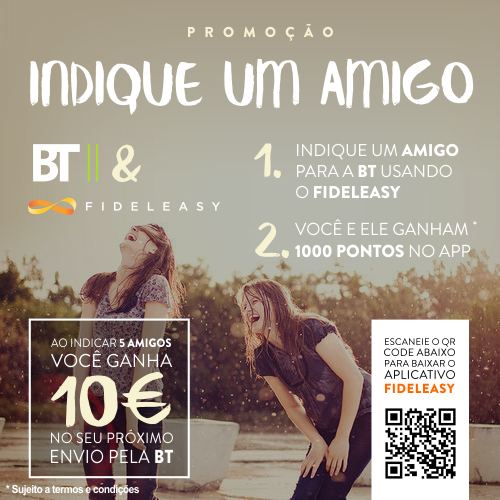 PROMOÇÃO
INDIQUE UM AMIGO
BT || &
FIDELEASY
1. INDIQUE UM AMIGO
PARA A BT USANDO
O FIDELEASY
2. VOCÊ E ELE GANHAM *
1000 PONTOS NO APP
AO INDICAR 5 AMIGOS
VOCÊ GANHA
10€
NO SEU PRÓXIMO
ENVIO PELA BT
ESCANEIE O QR
CODE ABAIXO
PARA BAIXAR O
APLICATIVO
FIDELEASY
* Sujeito a termos e condições